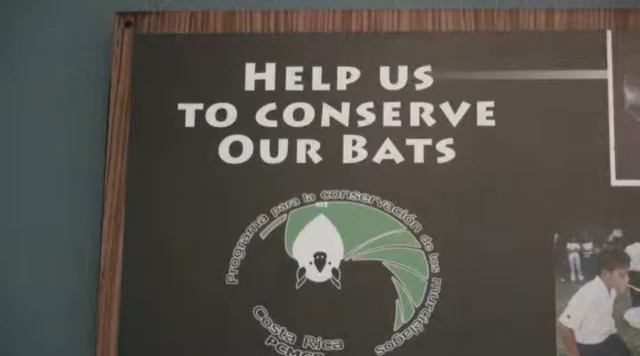 HELP US
TO CONSERVE
OUR BATS
Programa para la conservación de los murciélagos
Costa Rica